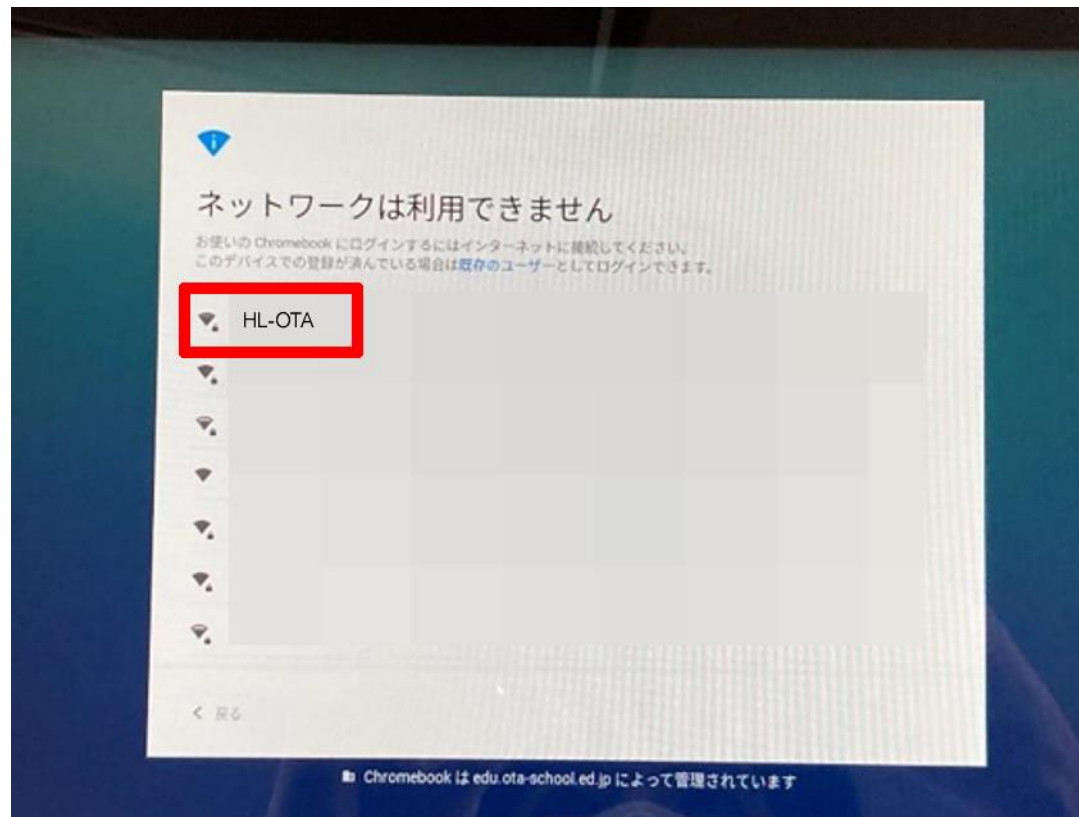 ネットワークは利用できません
お使いの Chromebook にログインするにはインターネットに接続してください。
このデバイスでの登録が済んでいる場合は既存のユーザーとしてログインできます。
HL-OTA
戻る
Chromebook は edu.ota-school.ed.jp によって管理されています